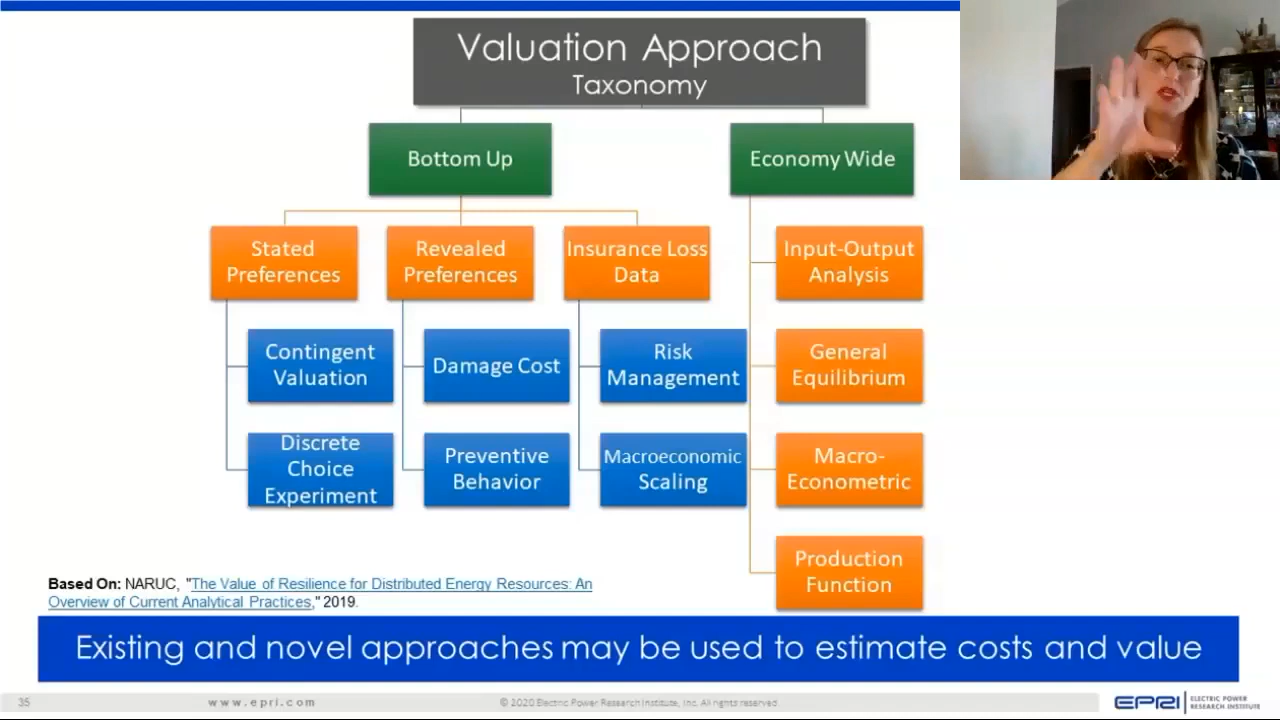 Valuation Approach
Taxonomy
Bottom Up
Economy Wide
Stated
Preferences
Revealed
Preferences
Insurance Loss
Data
Input-Output
Analysis
Contingent
Valuation
Damage Cost
Risk
Management
General
Equilibrium
Discrete
Choice
Experiment
Preventive
Behavior
Macroeconomic
Scaling
Macro-
Econometric
Production
Function
Based On: NARUC, "The Value of Resilience for Distributed Energy Resources: An
Overview of Current Analytical Practices," 2019.
Existing and novel approaches may be used to estimate costs and value
35
www.epri.com
© 2020 Electric Power Research Institute, Inc. All rights reserved.
EPRI
ELECTRIC POWER
RESEARCH INSTITUTE